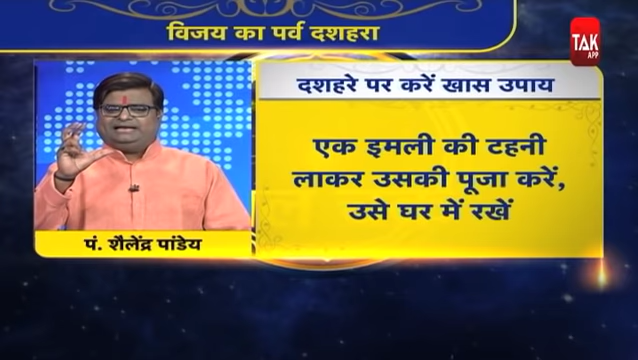 विजय का पर्व दशहरा
TAK
APP
दशहरे पर करें खास उपाय
एक इमली की टहनी
लाकर उसकी पूजा करें,
उसे घर में रखें
पं. शैलेंद्र पांडेय